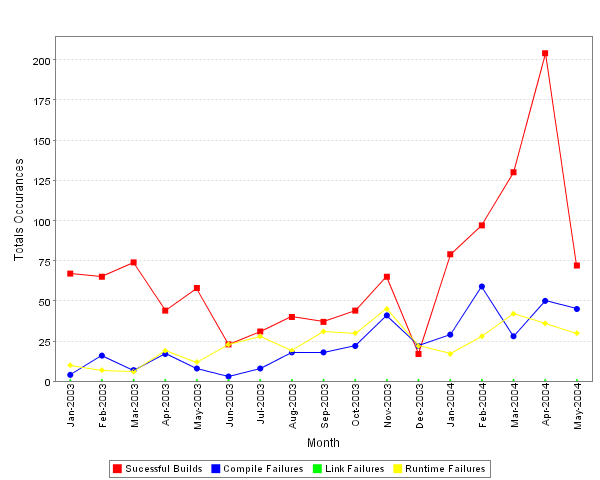 200
175
150
125
100
75
50
25
0
Totals Occurances
Jan-2003
Feb-2003
Mar-2003
Apr-2003
May-2003
Jun-2003
Jul-2003
Aug-2003
Sep-2003
Oct-2003
Nov-2003
Dec-2003
Jan-2004
Feb-2004
Mar-2004
Apr-2004
May-2004
Month
Sucessful Builds Compile Failures Link Failures Runtime Failures